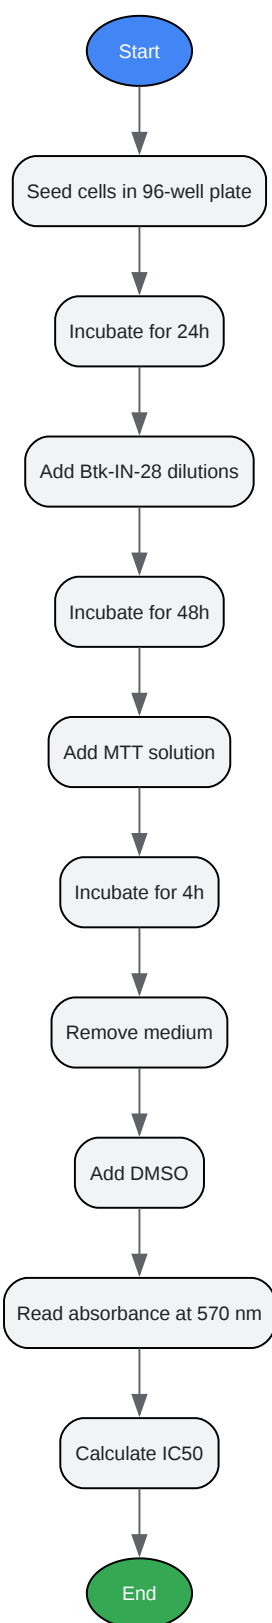 Start
Seed cells in 96-well plate
Incubate for 24h
Add Btk-IN-28 dilutions
Incubate for 48h
Add MTT solution
Incubate for 4h
Remove medium
Add DMSO
Read absorbance at 570 nm
Calculate IC50
End